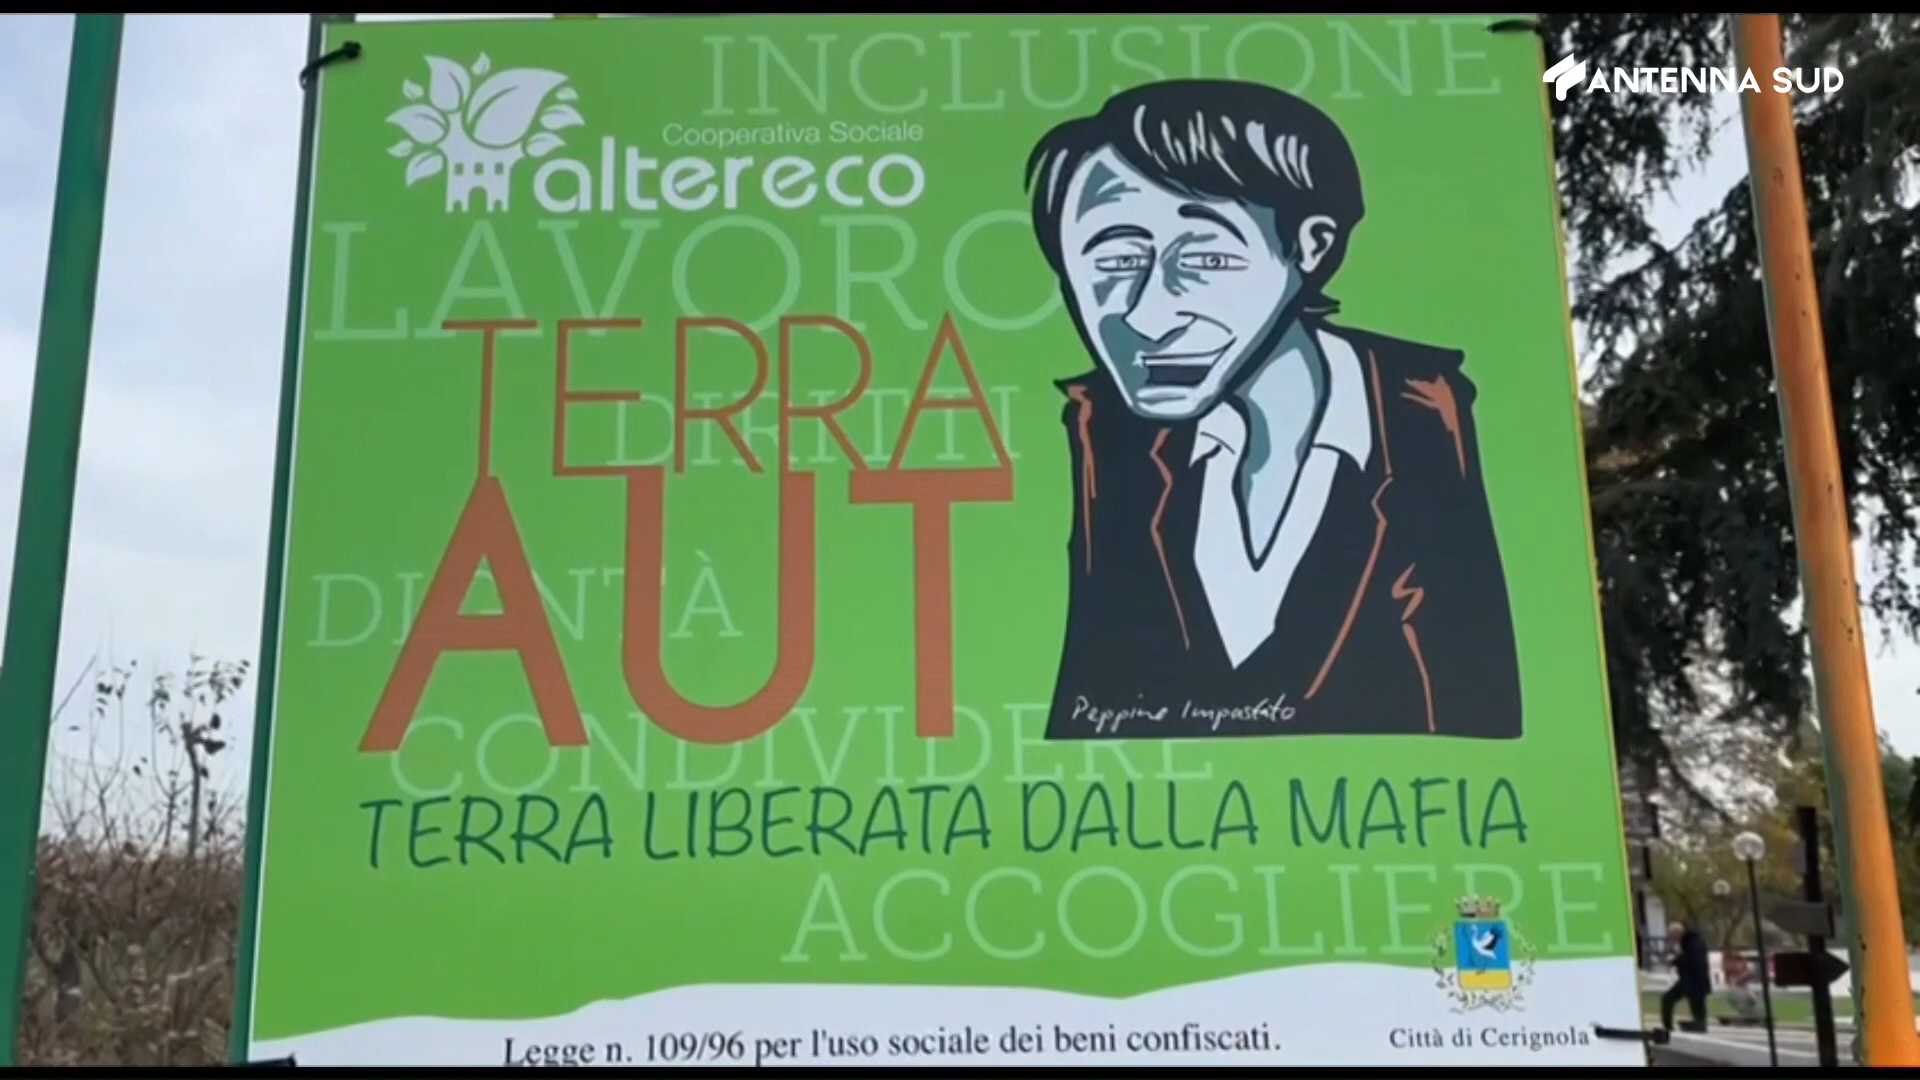 INCLUSIONE
ANTENNA SUD
Cooperativa Sociale
altereco
LAVORO
TERRA
DIRITTI
AUT
DIGNITÀ
CONDIVIDERE
Peppino Impastato
TERRA LIBERATA DALLA MAFIA
ACCOGLIERE
Legge n. 109/96 per l'uso sociale dei beni confiscati.
Città di Cerignola